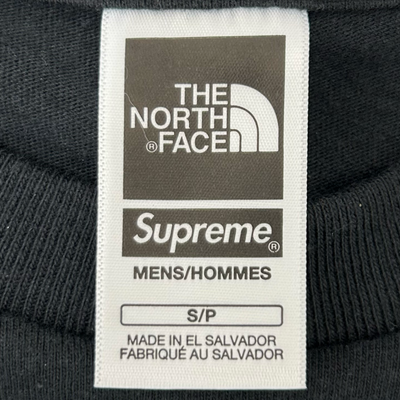 THE
NORTH
®FACE
Supreme®
MENS/HOMMES
S/P
MADE IN EL SALVADOR
FABRIQUÉ AU SALVADOR